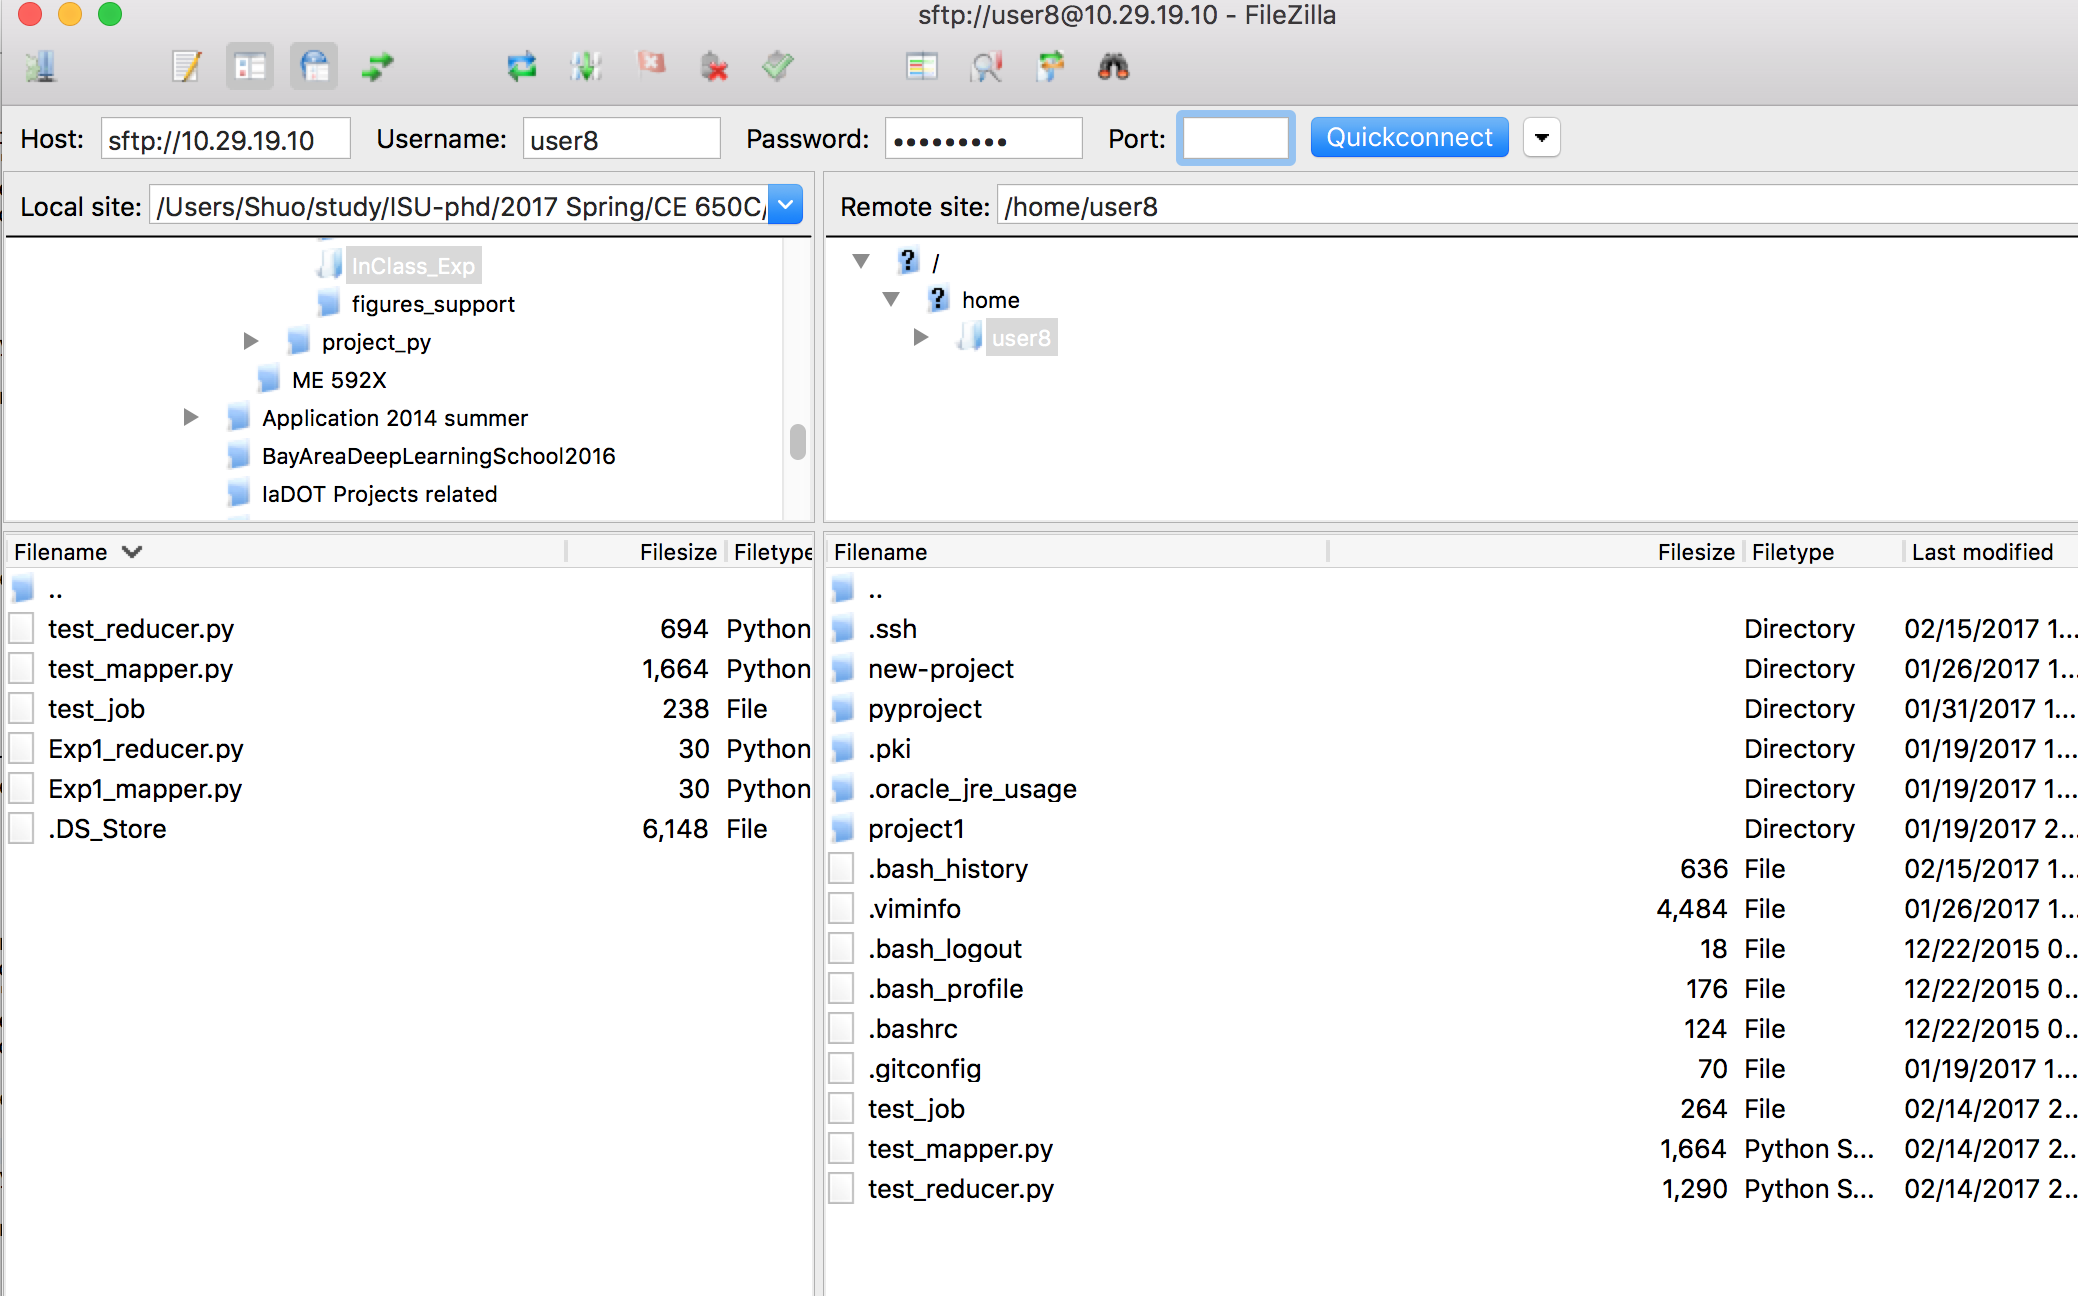 sftp://user8@10.29.19.10 - FileZilla
Host: sftp://10.29.19.10 Username: user8 Password: ••••••••• Port: Quickconnect
Local site: /Users/Shuo/study/ISU-phd/2017 Spring/CE 650C/
InClass_Exp
figures_support
project_py
ME 592X
Application 2014 summer
BayAreaDeepLearningSchool2016
IaDOT Projects related
Remote site: /home/user8
? /
? home
user8
Filename Filesize Filetype
..
test_reducer.py 694 Python
test_mapper.py 1,664 Python
test_job 238 File
Exp1_reducer.py 30 Python
Exp1_mapper.py 30 Python
.DS_Store 6,148 File
Filename Filesize Filetype Last modified
..
.ssh Directory 02/15/2017 1...
new-project Directory 01/26/2017 1...
pyproject Directory 01/31/2017 1...
.pki Directory 01/19/2017 1...
.oracle_jre_usage Directory 01/19/2017 1...
project1 Directory 01/19/2017 2...
.bash_history 636 File 02/15/2017 1...
.viminfo 4,484 File 01/26/2017 1...
.bash_logout 18 File 12/22/2015 0...
.bash_profile 176 File 12/22/2015 0...
.bashrc 124 File 12/22/2015 0...
.gitconfig 70 File 01/19/2017 1...
test_job 264 File 02/14/2017 2...
test_mapper.py 1,664 Python S... 02/14/2017 2...
test_reducer.py 1,290 Python S... 02/14/2017 2...